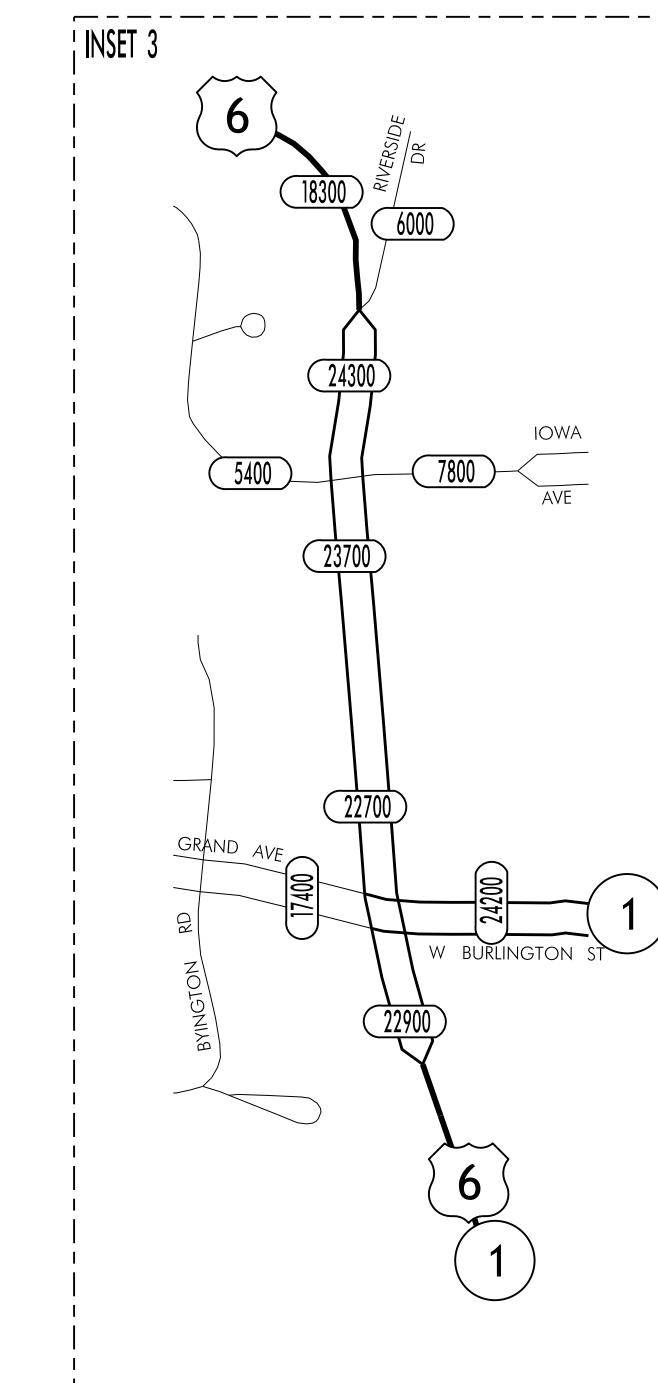 INSET 3
6
RIVERSIDE
DR
18300
6000
24300
IOWA
5400
7800
AVE
23700
22700
GRAND AVE
17400
24200
1
W BURLINGTON ST
BYINGTON RD
22900
6
1